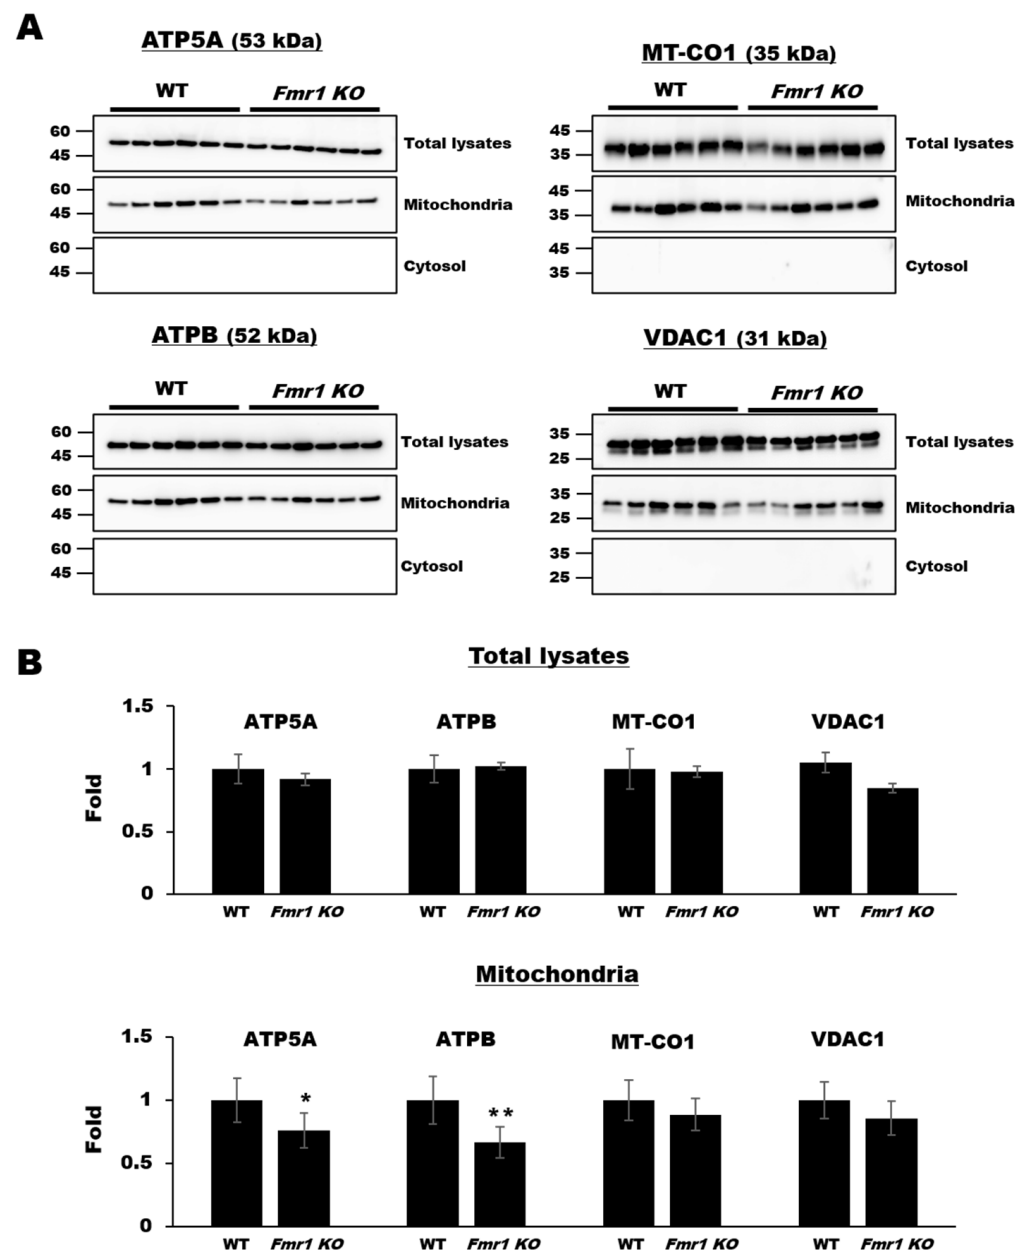 A
ATP5A (53 kDa)
WT Fmr1 KO
60
45
Total lysates
60
45
Mitochondria
60
45
Cytosol
MT-CO1 (35 kDa)
WT Fmr1 KO
45
35
Total lysates
45
35
Mitochondria
45
35
Cytosol
ATPB (52 kDa)
WT Fmr1 KO
60
45
Total lysates
60
45
Mitochondria
60
45
Cytosol
VDAC1 (31 kDa)
WT Fmr1 KO
35
25
Total lysates
35
25
Mitochondria
35
25
Cytosol
B
Total lysates
1.5
1
0.5
0
Fold
ATP5A ATPB MT-CO1 VDAC1
WT Fmr1 KO WT Fmr1 KO WT Fmr1 KO WT Fmr1 KO
Mitochondria
1.5
1
0.5
0
Fold
ATP5A ATPB MT-CO1 VDAC1
*
**
WT Fmr1 KO WT Fmr1 KO WT Fmr1 KO WT Fmr1 KO